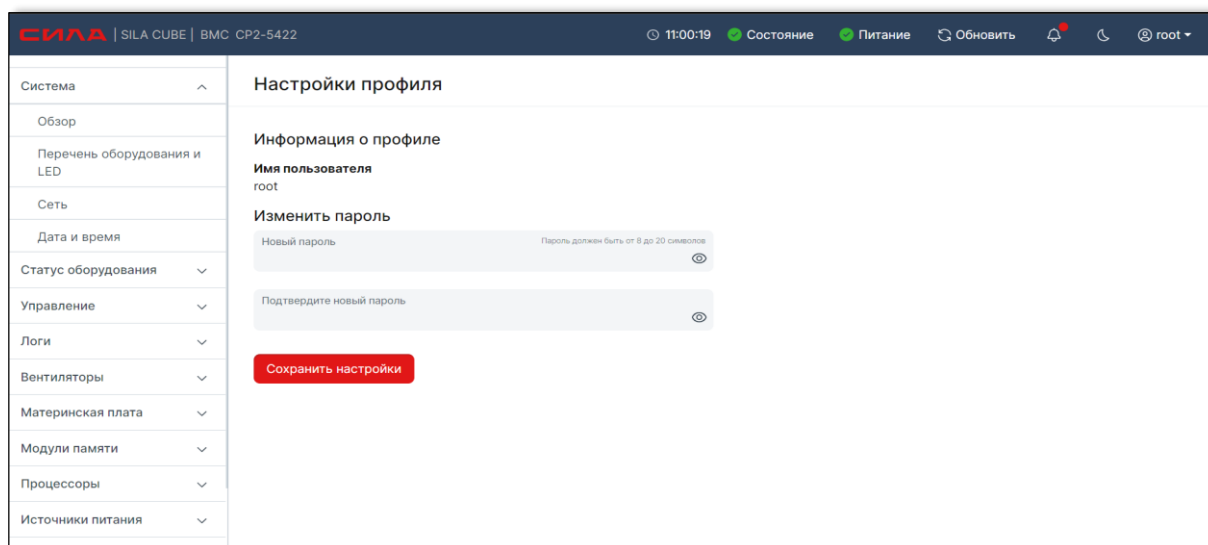 СИЛА | SILA CUBE | BMC CP2-5422
11:00:19 Состояние Питание Обновить root
Система
Обзор
Перечень оборудования и
LED
Сеть
Дата и время
Статус оборудования
Управление
Логи
Вентиляторы
Материнская плата
Модули памяти
Процессоры
Источники питания
Настройки профиля
Информация о профиле
Имя пользователя
root
Изменить пароль
Новый пароль Пароль должен быть от 8 до 20 символов
Подтвердите новый пароль
Сохранить настройки